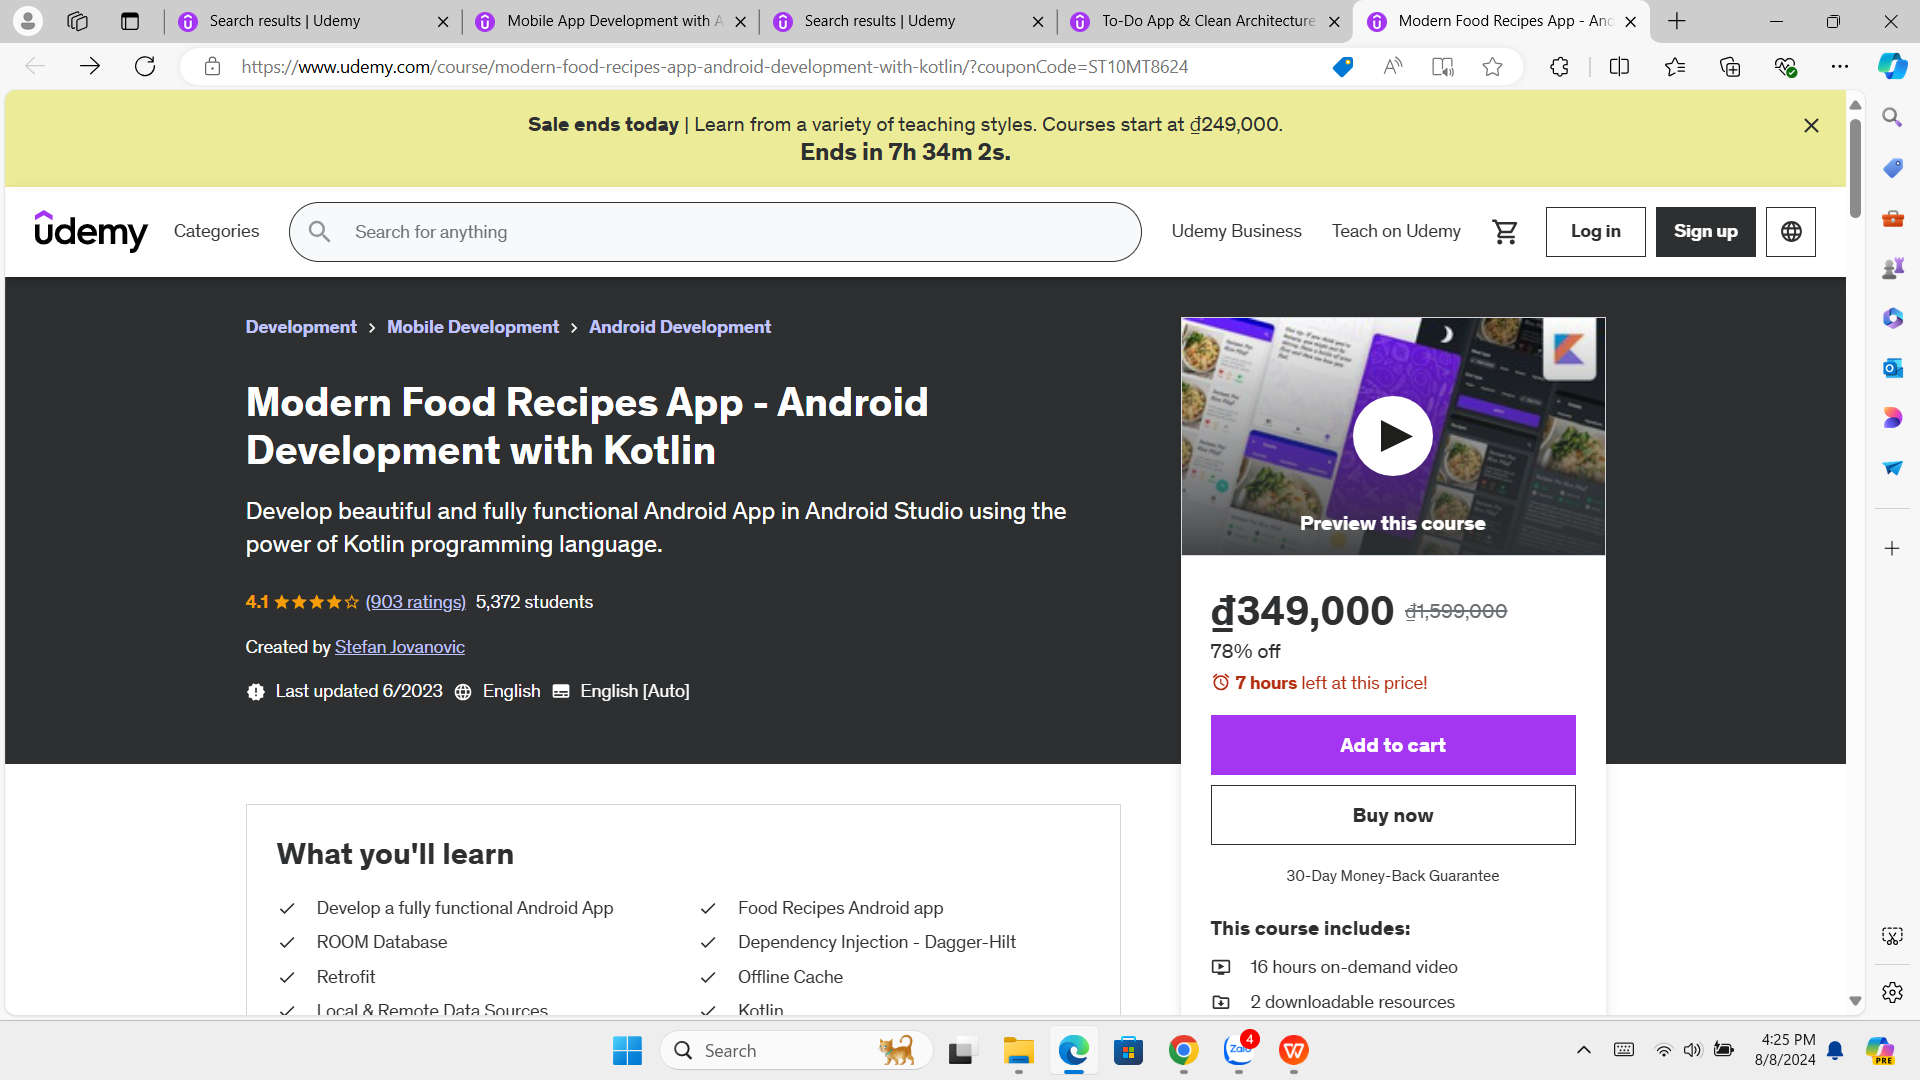 Search results | Udemy
Mobile App Development with A
Search results | Udemy
To-Do App & Clean Architecture
Modern Food Recipes App - And
https://www.udemy.com/course/modern-food-recipes-app-android-development-with-kotlin/?couponCode=ST10MT8624
Sale ends today | Learn from a variety of teaching styles. Courses start at ₫249,000.
Ends in 7h 34m 2s.
udemy
Categories
Search for anything
Udemy Business
Teach on Udemy
Log in
Sign up
Development > Mobile Development > Android Development
Modern Food Recipes App - Android
Development with Kotlin
Develop beautiful and fully functional Android App in Android Studio using the
power of Kotlin programming language.
4.1 (903 ratings) 5,372 students
Created by Stefan Jovanovic
Last updated 6/2023 English English [Auto]
Preview this course
₫349,000 ₫1,599,000
78% off
7 hours left at this price!
Add to cart
Buy now
30-Day Money-Back Guarantee
This course includes:
16 hours on-demand video
2 downloadable resources
What you'll learn
Develop a fully functional Android App
Food Recipes Android app
ROOM Database
Dependency Injection - Dagger-Hilt
Retrofit
Offline Cache
Local & Remote Data Sources
Kotlin
Search
Zalo
4
PRE
4:25 PM
8/8/2024